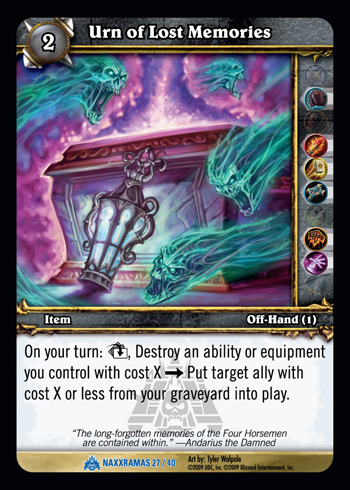 2
Urn of Lost Memories
Item
Off-Hand (1)
On your turn: , Destroy an ability or equipment
you control with cost X ➞ Put target ally with
cost X or less from your graveyard into play.
"The long-forgotten memories of the Four Horsemen
are contained within." —Andarius the Damned
NAXXRAMAS 27 / 40
Art by: Tyler Walpole
©2009 UDC, Inc. ©2009 Blizzard Entertainment, Inc.